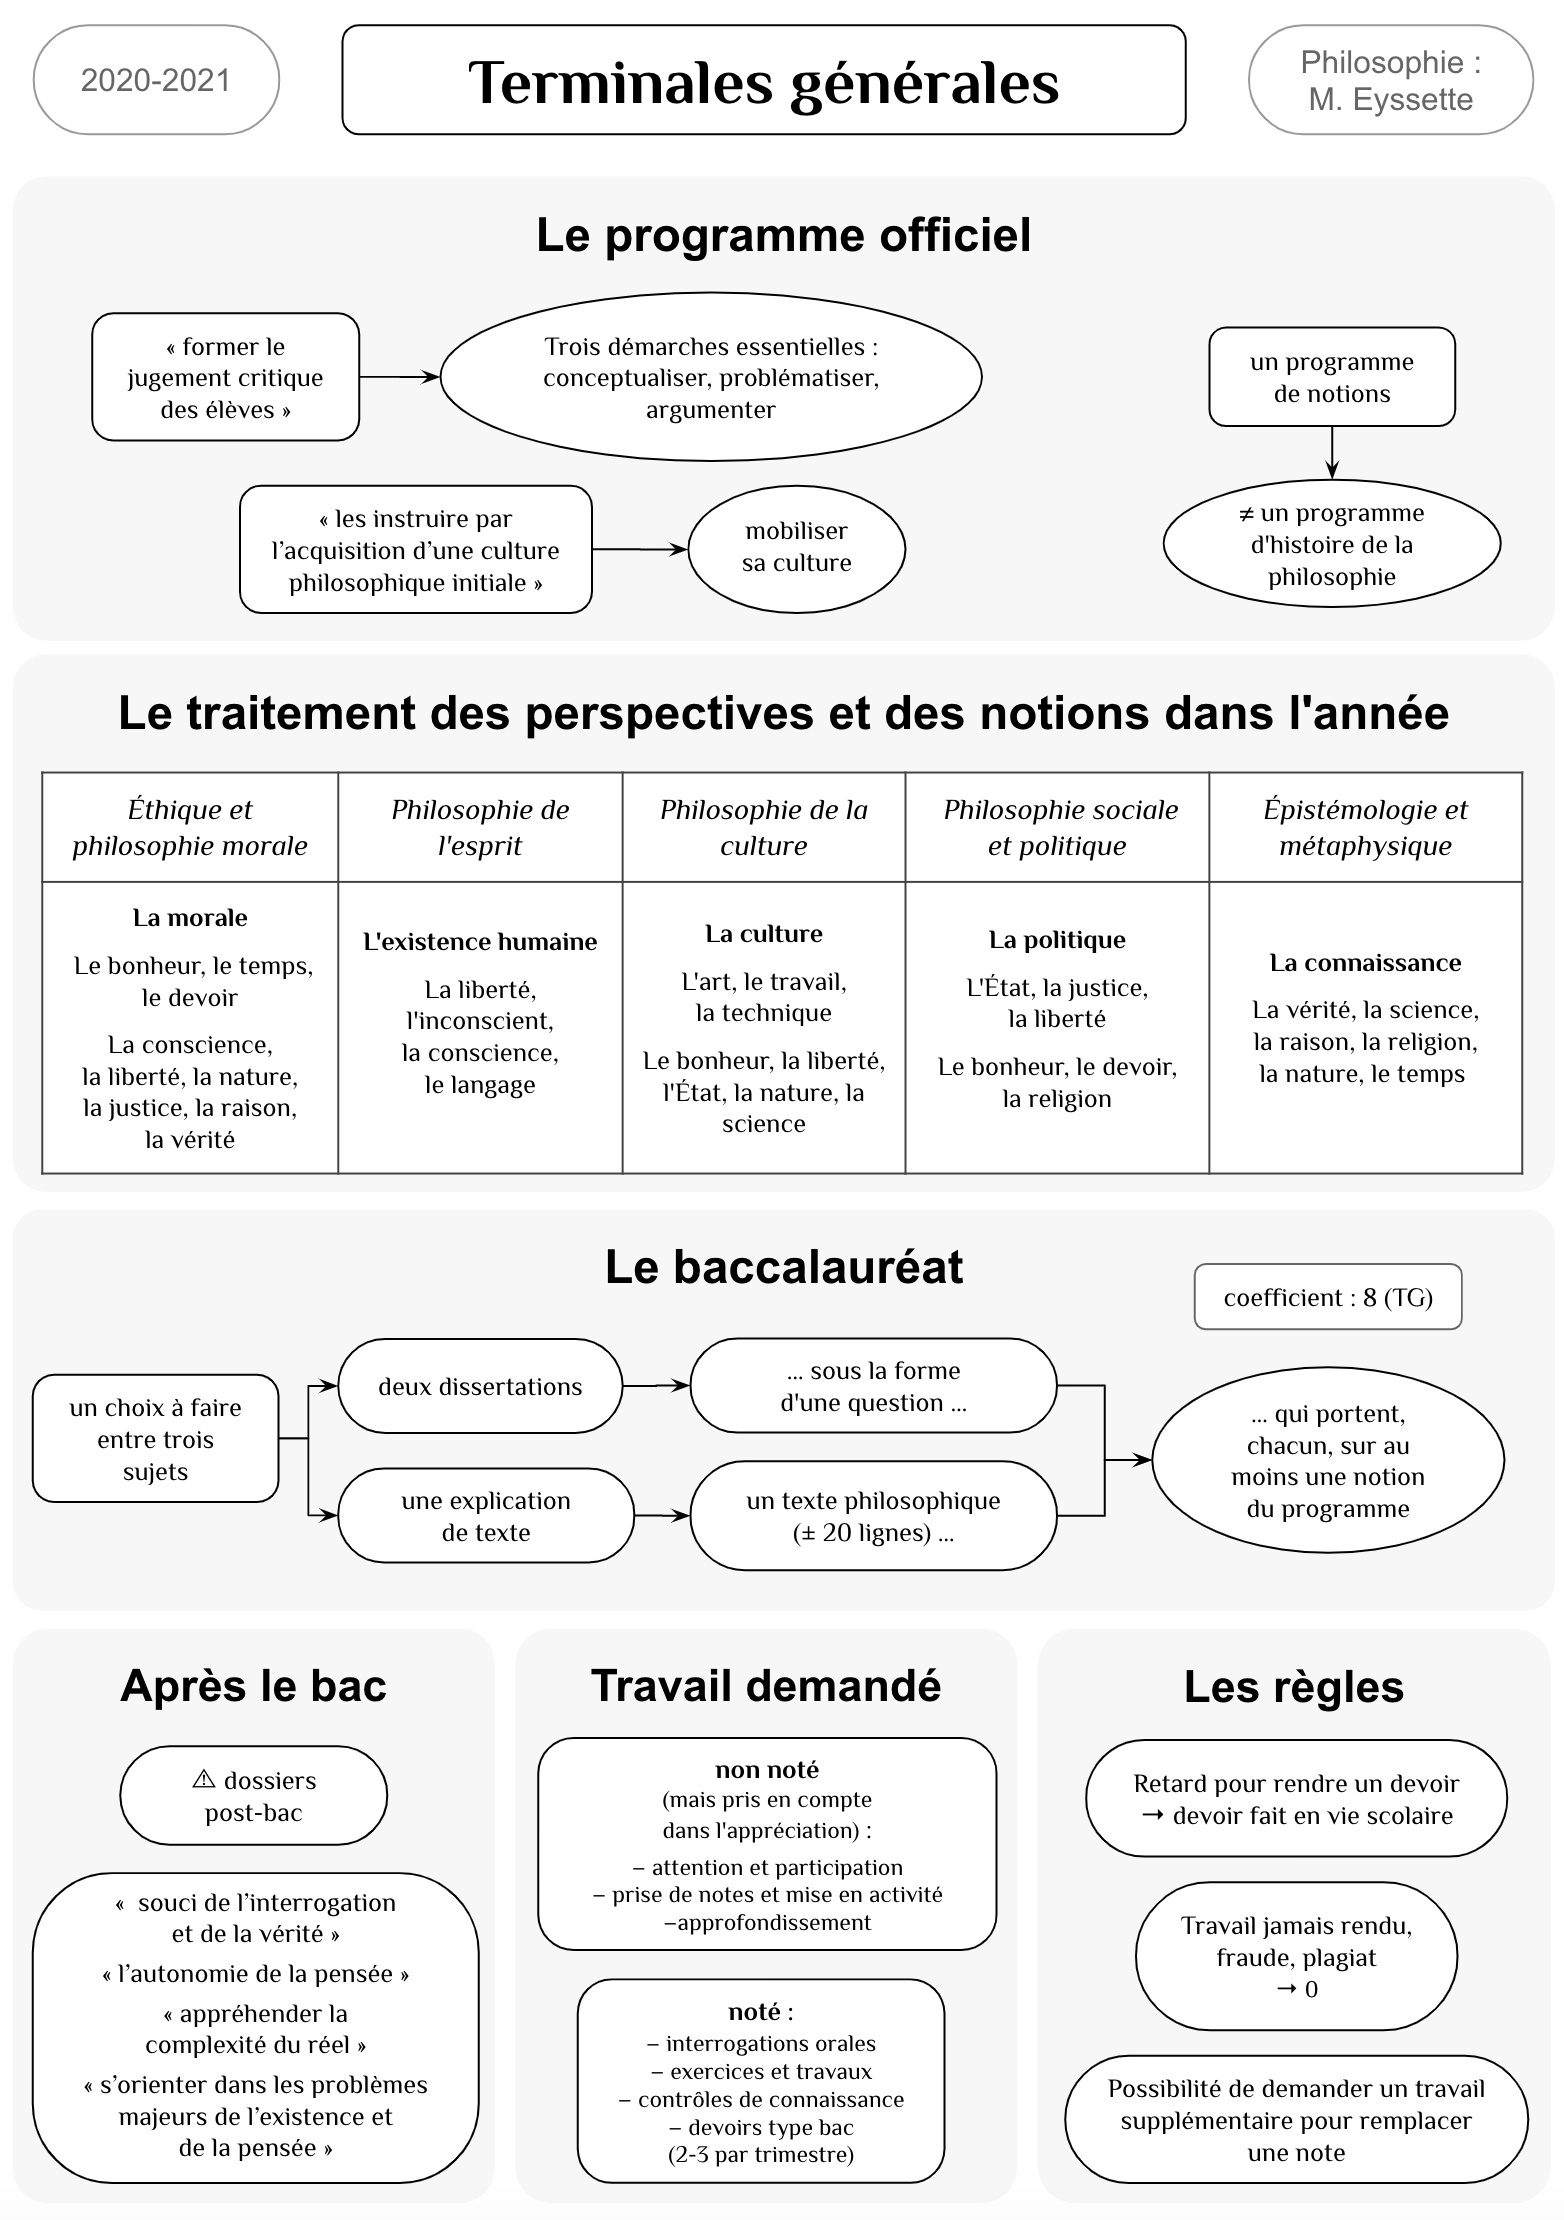 2020-2021
Terminales générales
Philosophie :
M. Eyssette
Le programme officiel
« former le
jugement critique
des élèves »
Trois démarches essentielles :
conceptualiser, problématiser,
argumenter
un programme
de notions
« les instruire par
l’acquisition d’une culture
philosophique initiale »
mobiliser
sa culture
≠ un programme
d'histoire de la
philosophie
Le traitement des perspectives et des notions dans l'année
Éthique et
philosophie morale
Philosophie de
l'esprit
Philosophie de la
culture
Philosophie sociale
et politique
Épistémologie et
métaphysique
La morale
Le bonheur, le temps,
le devoir
La conscience,
la liberté, la nature,
la justice, la raison,
la vérité
L'existence humaine
La liberté,
l'inconscient,
la conscience,
le langage
La culture
L'art, le travail,
la technique
Le bonheur, la liberté,
l'État, la nature, la
science
La politique
L'État, la justice,
la liberté
Le bonheur, le devoir,
la religion
La connaissance
La vérité, la science,
la raison, la religion,
la nature, le temps
Le baccalauréat
coefficient : 8 (TG)
un choix à faire
entre trois
sujets
deux dissertations
... sous la forme
d'une question ...
une explication
de texte
un texte philosophique
(± 20 lignes) ...
... qui portent,
chacun, sur au
moins une notion
du programme
Après le bac
⚠ dossiers
post-bac
« souci de l’interrogation
et de la vérité »
« l’autonomie de la pensée »
« appréhender la
complexité du réel »
« s’orienter dans les problèmes
majeurs de l’existence et
de la pensée »
Travail demandé
non noté
(mais pris en compte
dans l'appréciation) :
– attention et participation
– prise de notes et mise en activité
–approfondissement
noté :
– interrogations orales
– exercices et travaux
– contrôles de connaissance
– devoirs type bac
(2-3 par trimestre)
Les règles
Retard pour rendre un devoir
→ devoir fait en vie scolaire
Travail jamais rendu,
fraude, plagiat
→ 0
Possibilité de demander un travail
supplémentaire pour remplacer
une note